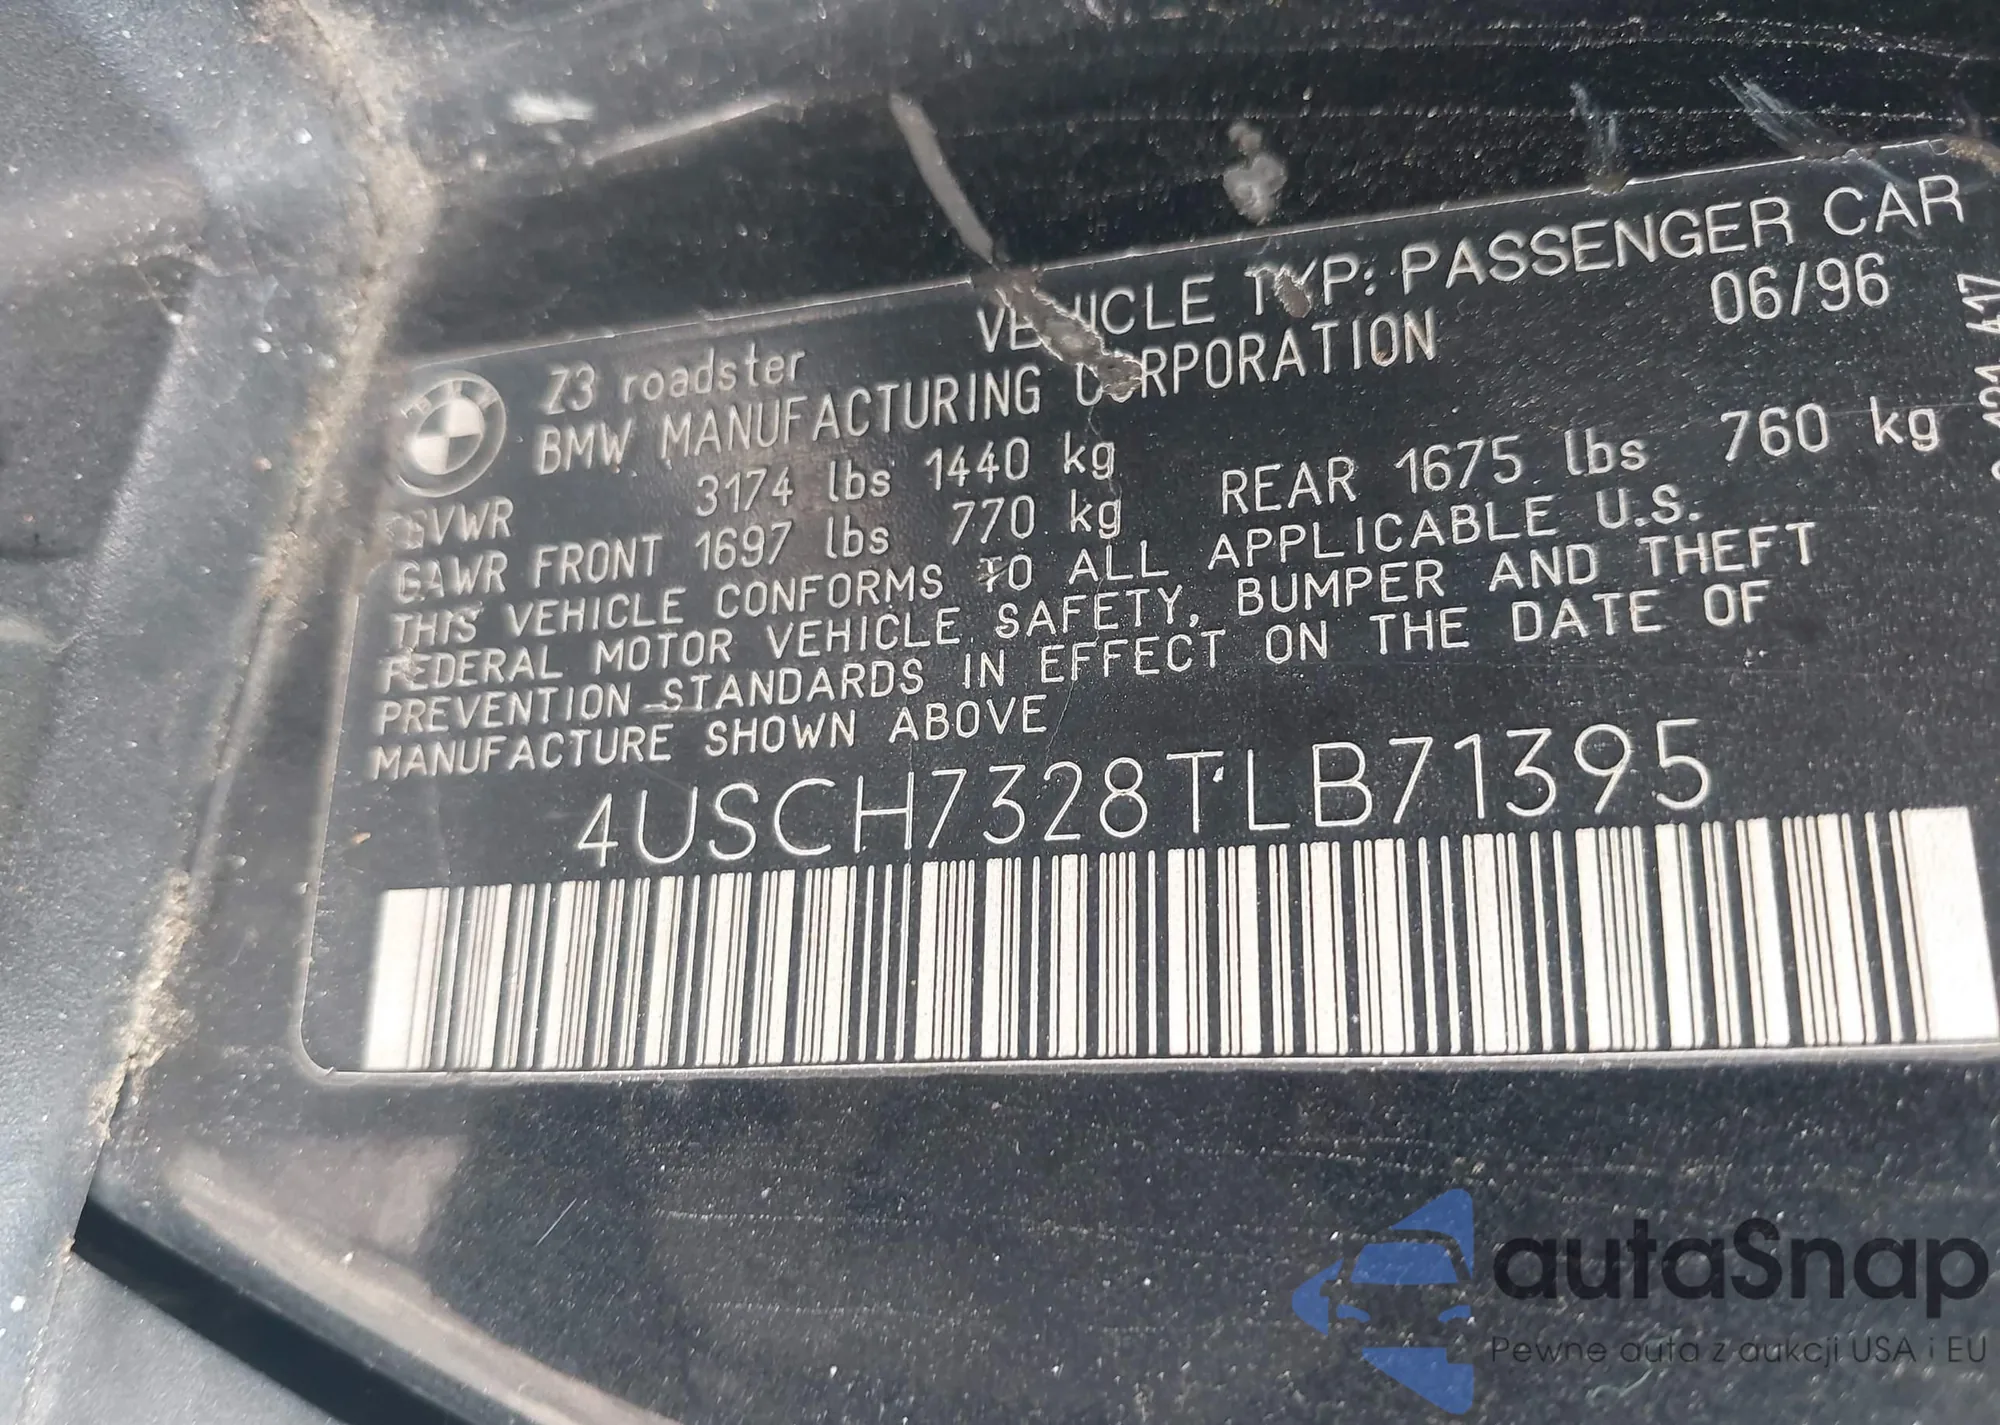 Z3 roadster VEHICLE TYP: PASSENGER CAR
BMW MANUFACTURING CORPORATION 06/96
GVWR 3174 lbs 1440 kg
GAWR FRONT 1697 lbs 770 kg REAR 1675 lbs 760 kg
THIS VEHICLE CONFORMS TO ALL APPLICABLE U.S.
FEDERAL MOTOR VEHICLE SAFETY, BUMPER AND THEFT
PREVENTION STANDARDS IN EFFECT ON THE DATE OF
MANUFACTURE SHOWN ABOVE
4USCH7328TLB71395
autaSnap
Pewne auta z aukcji USA i EU